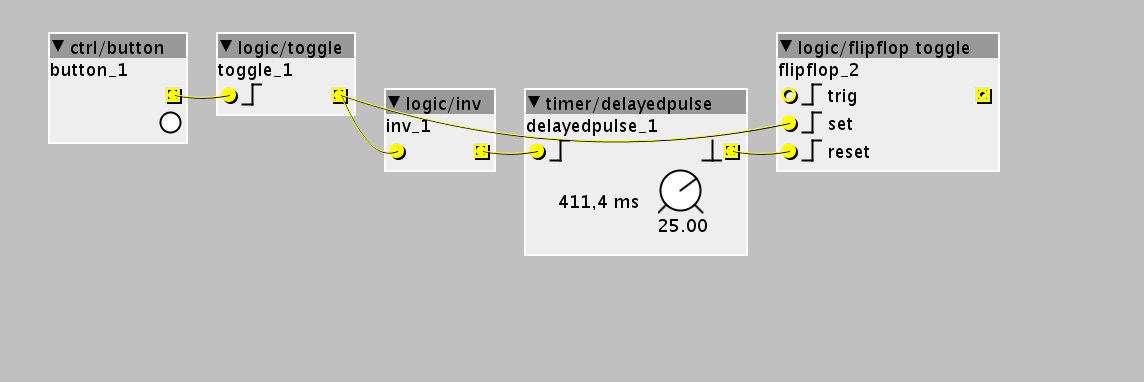 ▼ ctrl/button
button_1
▼ logic/toggle
toggle_1
▼ logic/inv
inv_1
▼ timer/delayedpulse
delayedpulse_1
411,4 ms
25.00
▼ logic/flipflop toggle
flipflop_2
trig
set
reset